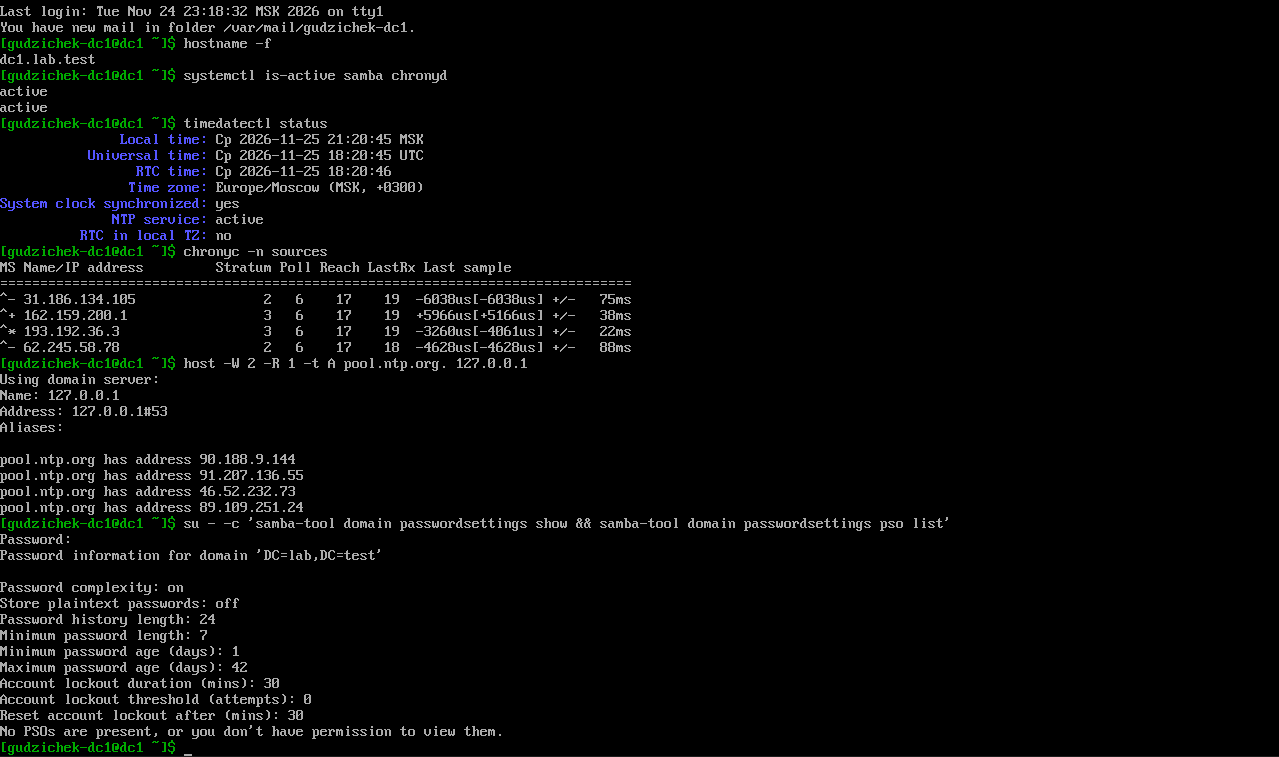 Last login: Tue Nov 24 23:18:32 MSK 2026 on tty1
You have new mail in folder /var/mail/gudzichek-dc1.
[gudzichek-dc1@dc1 ~]$ hostname -f
dc1.lab.test
[gudzichek-dc1@dc1 ~]$ systemctl is-active samba chronyd
active
active
[gudzichek-dc1@dc1 ~]$ timedatectl status
               Local time: Ср 2026-11-25 21:20:45 MSK
           Universal time: Ср 2026-11-25 18:20:45 UTC
                 RTC time: Ср 2026-11-25 18:20:46
                Time zone: Europe/Moscow (MSK, +0300)
System clock synchronized: yes
              NTP service: active
          RTC in local TZ: no
[gudzichek-dc1@dc1 ~]$ chronyc -n sources
MS Name/IP address         Stratum Poll Reach LastRx Last sample
===============================================================================
^- 31.186.134.105                2   6    17    19  -6038us[-6038us] +/-   75ms
^+ 162.159.200.1                 3   6    17    19  +5966us[+5166us] +/-   38ms
^* 193.192.36.3                  3   6    17    19  -3260us[-4061us] +/-   22ms
^- 62.245.58.78                  2   6    17    18  -4628us[-4628us] +/-   88ms
[gudzichek-dc1@dc1 ~]$ host -W 2 -R 1 -t A pool.ntp.org. 127.0.0.1
Using domain server:
Name: 127.0.0.1
Address: 127.0.0.1#53
Aliases:

pool.ntp.org has address 90.188.9.144
pool.ntp.org has address 91.207.136.55
pool.ntp.org has address 46.52.232.73
pool.ntp.org has address 89.109.251.24
[gudzichek-dc1@dc1 ~]$ su - -c 'samba-tool domain passwordsettings show && samba-tool domain passwordsettings pso list'
Password:
Password information for domain 'DC=lab,DC=test'

Password complexity: on
Store plaintext passwords: off
Password history length: 24
Minimum password length: 7
Minimum password age (days): 1
Maximum password age (days): 42
Account lockout duration (mins): 30
Account lockout threshold (attempts): 0
Reset account lockout after (mins): 30
No PSOs are present, or you don't have permission to view them.
[gudzichek-dc1@dc1 ~]$ _